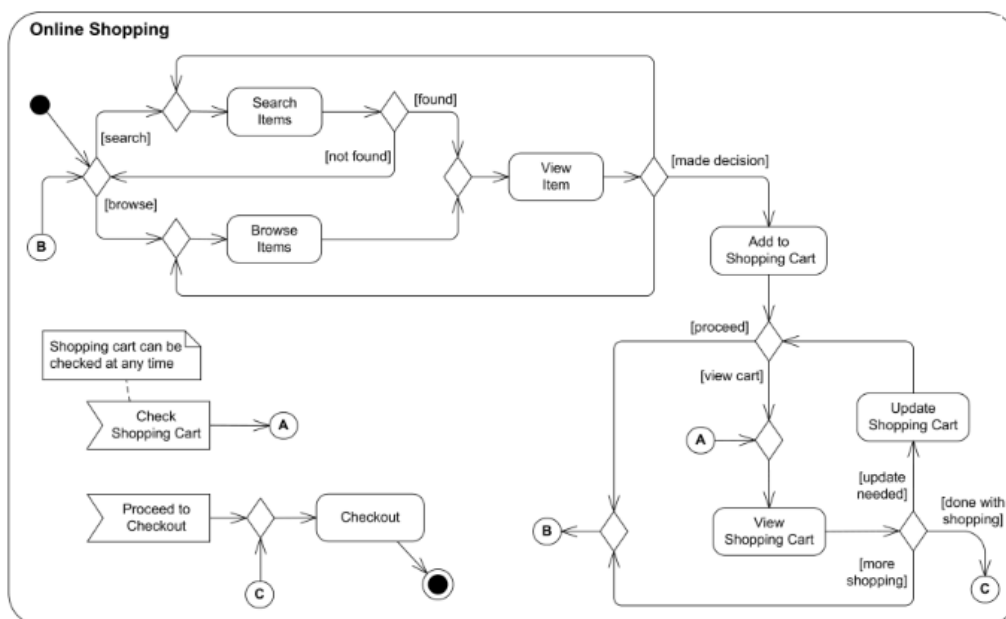 Online Shopping
Search
Items
[found]
[search]
[not found]
[made decision]
View
Item
[browse]
B
Browse
Items
Add to
Shopping Cart
Shopping cart can be
checked at any time
[proceed]
[view cart]
Check
Shopping Cart
A
A
Update
Shopping Cart
[update
needed]
[done with
shopping]
Proceed to
Checkout
Checkout
B
View
Shopping Cart
[more
shopping]
C
C